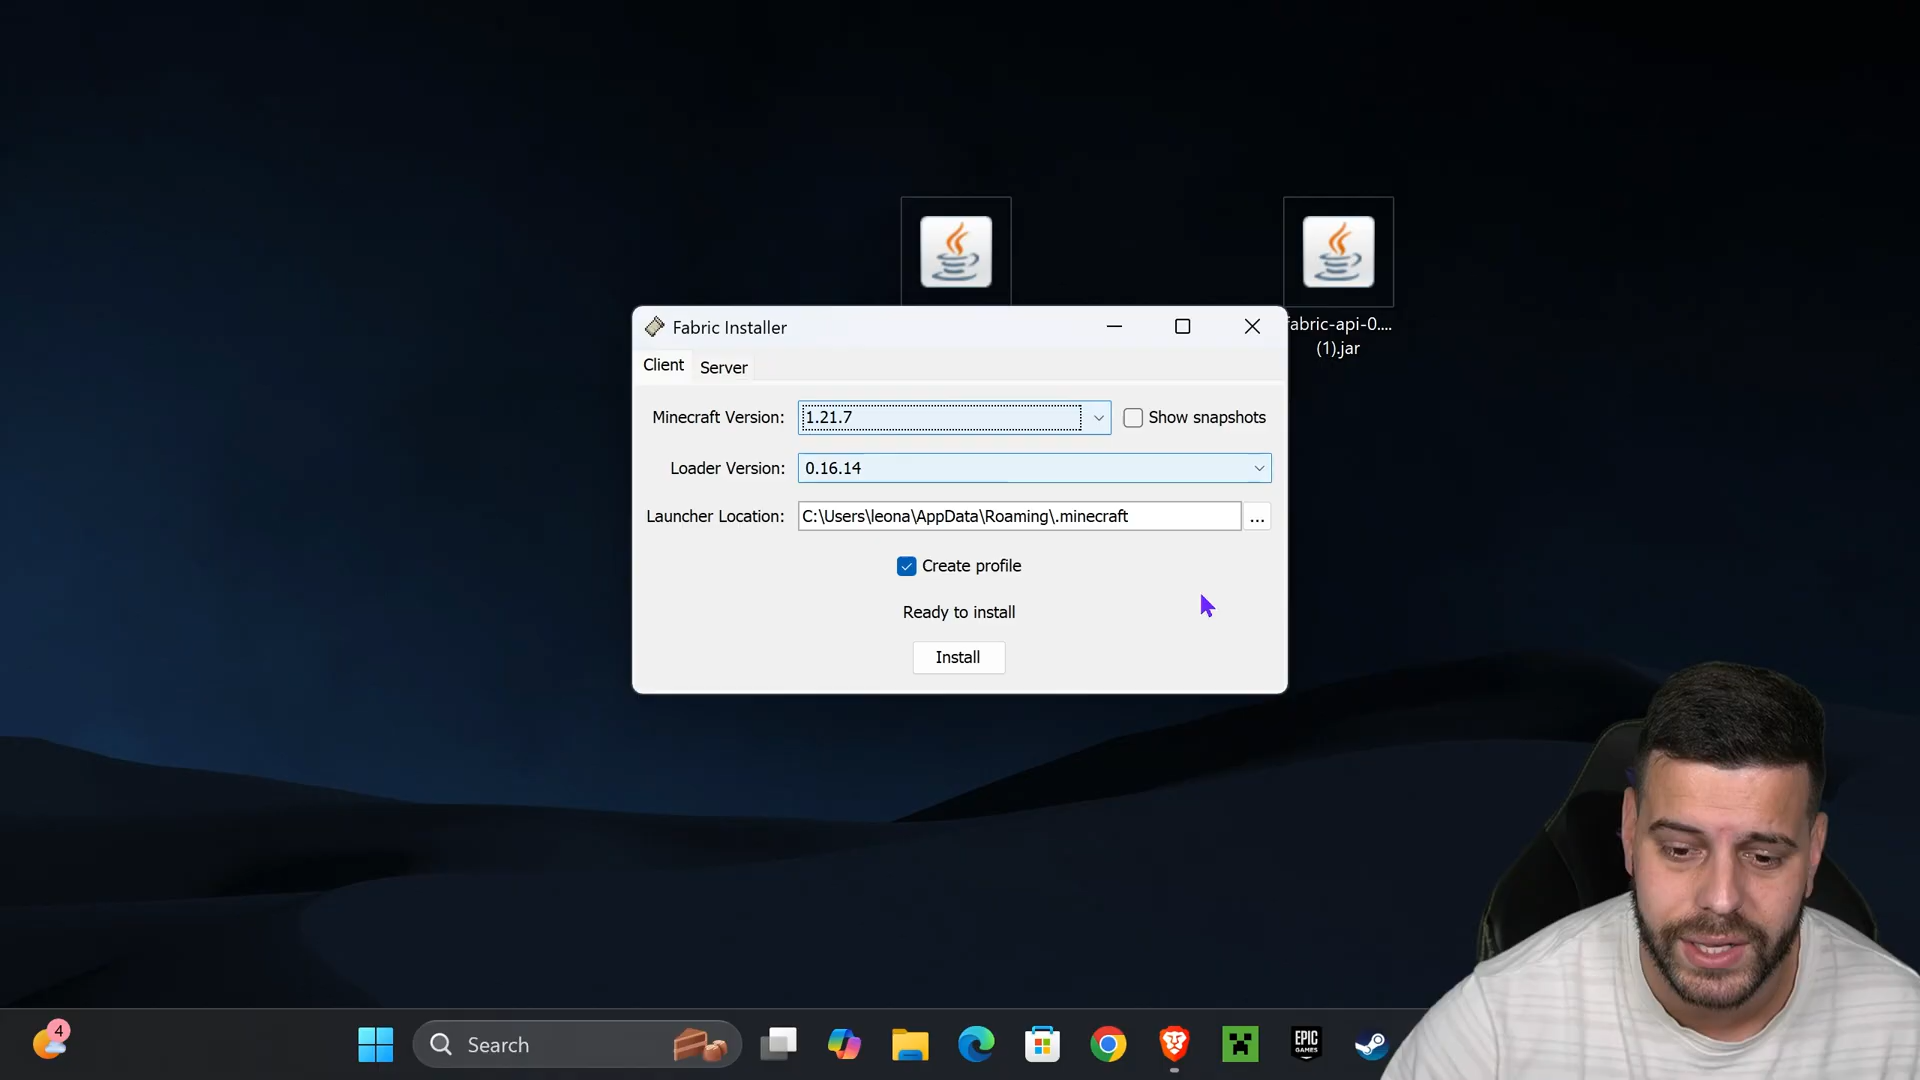 fabric-api-0....
(1).jar
Fabric Installer
Client
Server
Minecraft Version:
1.21.7
Show snapshots
Loader Version:
0.16.14
Launcher Location:
C:\Users\leona\AppData\Roaming\.minecraft
...
Create profile
Ready to install
Install
4
Search
EPIC
GAMES